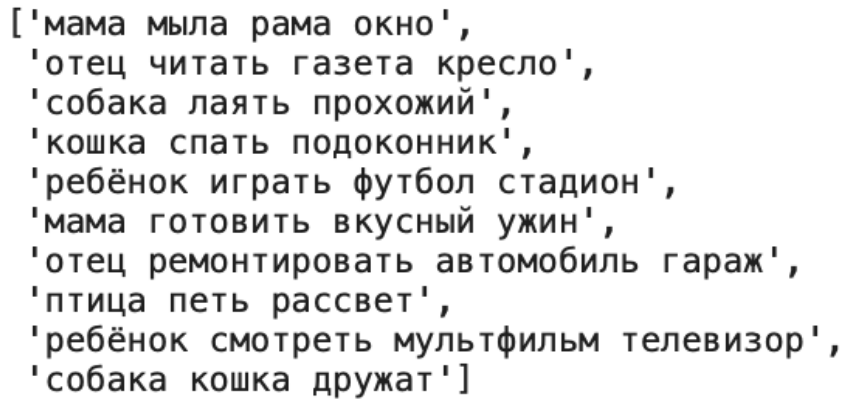 ['мама мыла рама окно',
 'отец читать газета кресло',
 'собака лаять прохожий',
 'кошка спать подоконник',
 'ребёнок играть футбол стадион',
 'мама готовить вкусный ужин',
 'отец ремонтировать автомобиль гараж',
 'птица петь рассвет',
 'ребёнок смотреть мультфильм телевизор',
 'собака кошка дружат']